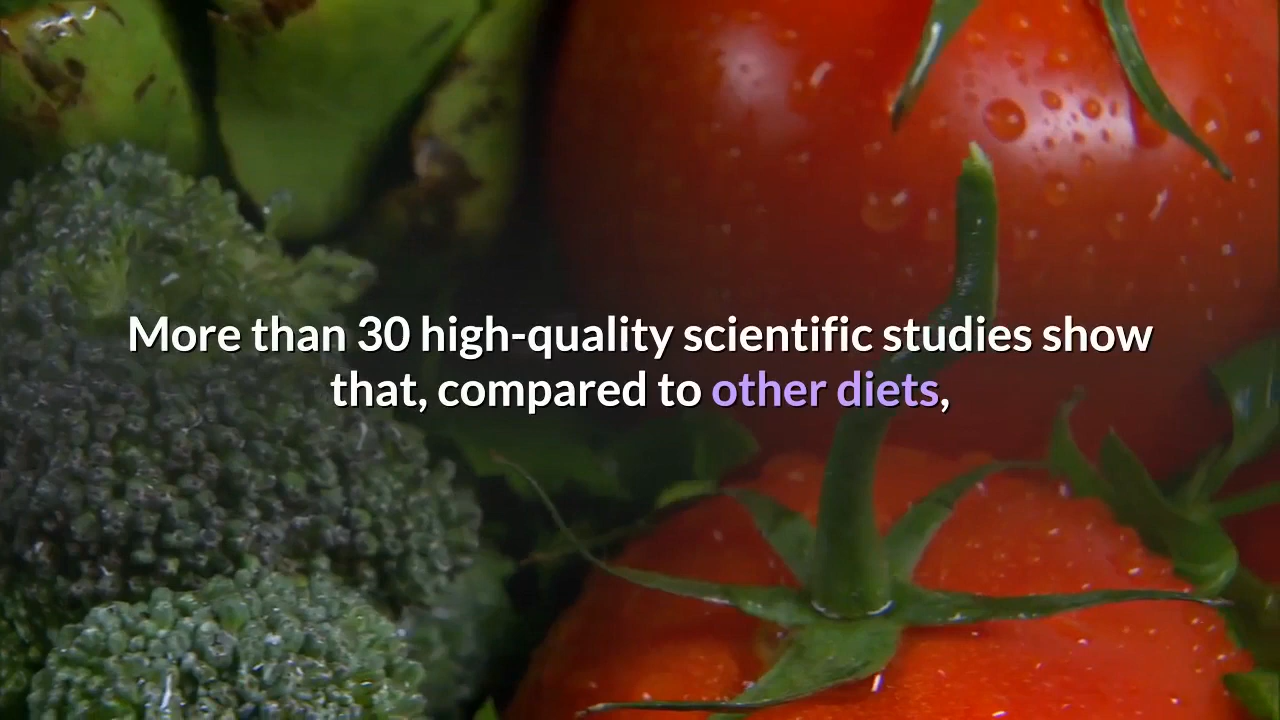 More than 30 high-quality scientific studies show
that, compared to other diets,